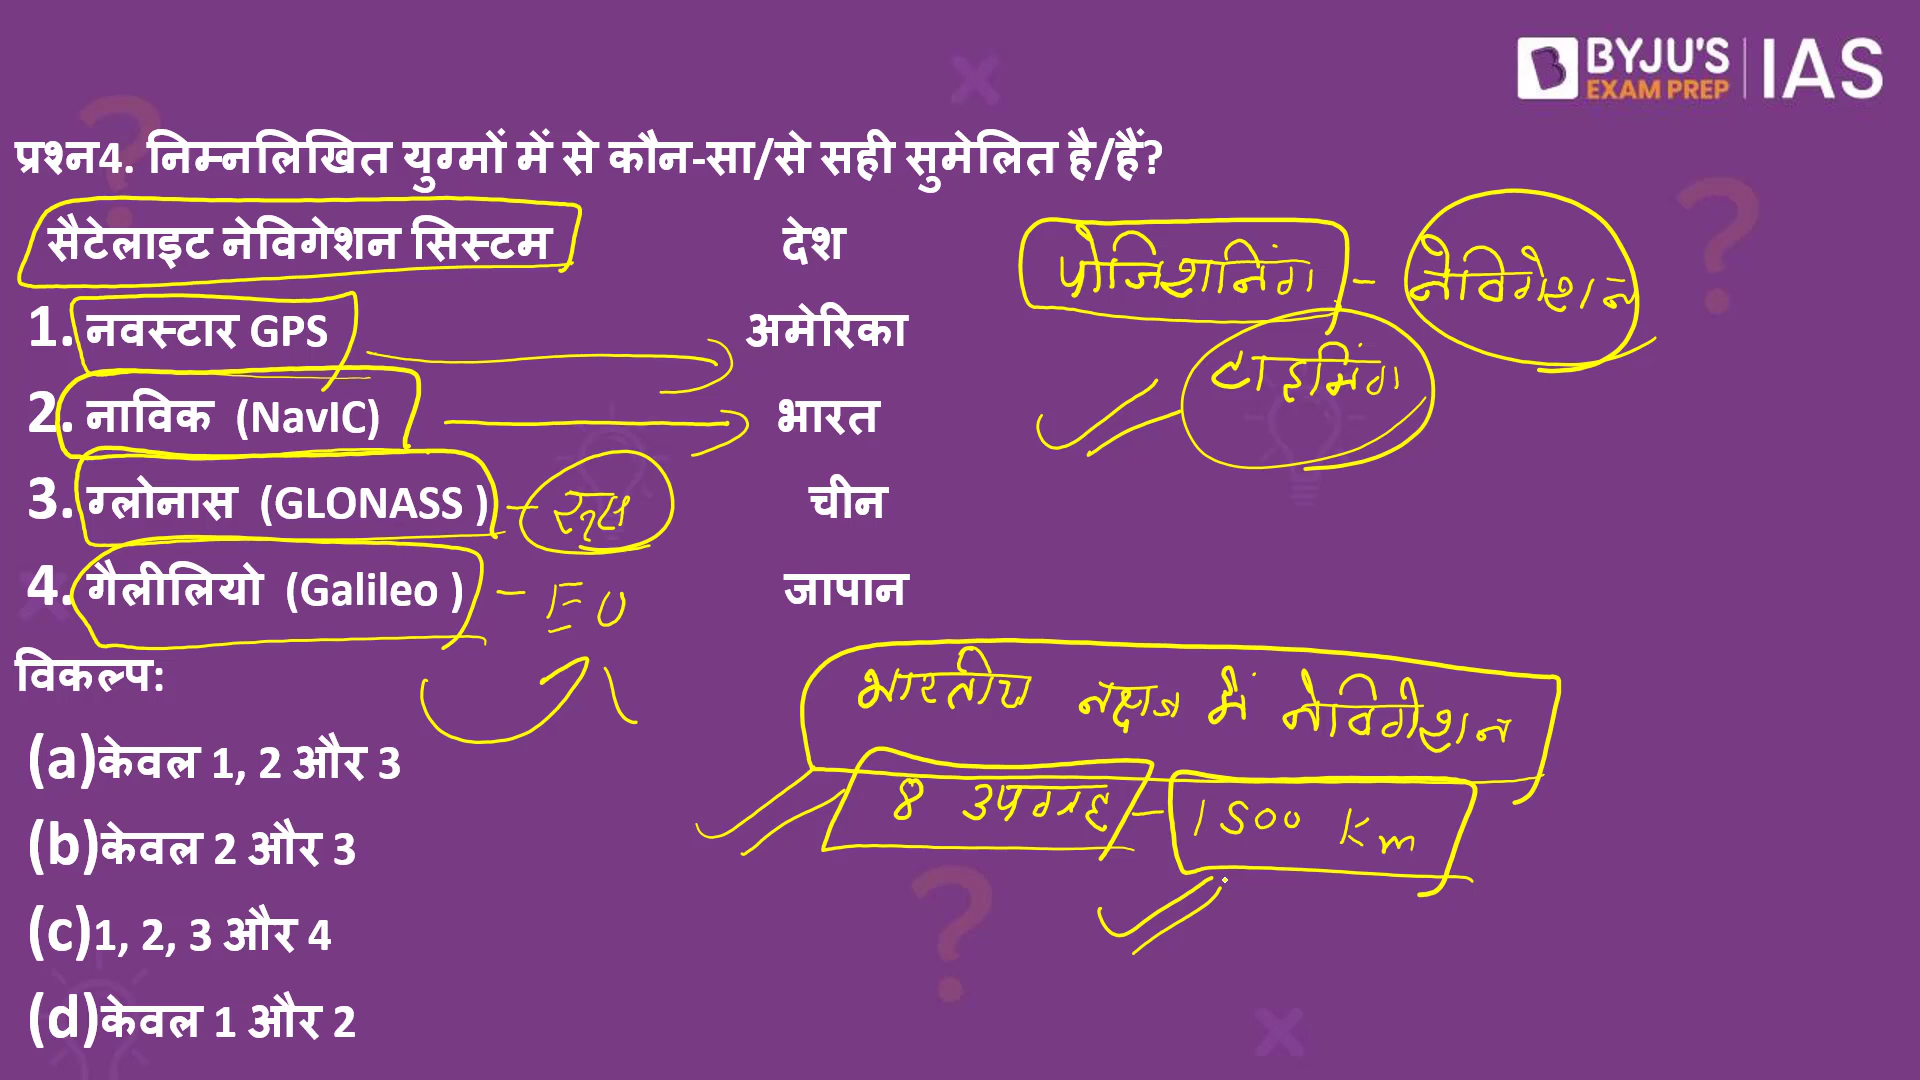 BYJU'S IAS
EXAM PREP
प्रश्न4. निम्नलिखित युग्मों में से कौन-सा/से सही सुमेलित है/हैं?
सैटेलाइट नेविगेशन सिस्टम देश
पोजिशनिंग - नेविगेशन
1. नवस्टार GPS अमेरिका
टाइमिंग
2. नाविक (NavIC) भारत
3. ग्लोनास (GLONASS ) - रूस चीन
4. गैलीलियो (Galileo ) - EU जापान
विकल्प:
भारतीय नक्षत्र में नेविगेशन
(a)केवल 1, 2 और 3
8 उपग्रह - 1500 Km
(b)केवल 2 और 3
(c)1, 2, 3 और 4
(d)केवल 1 और 2